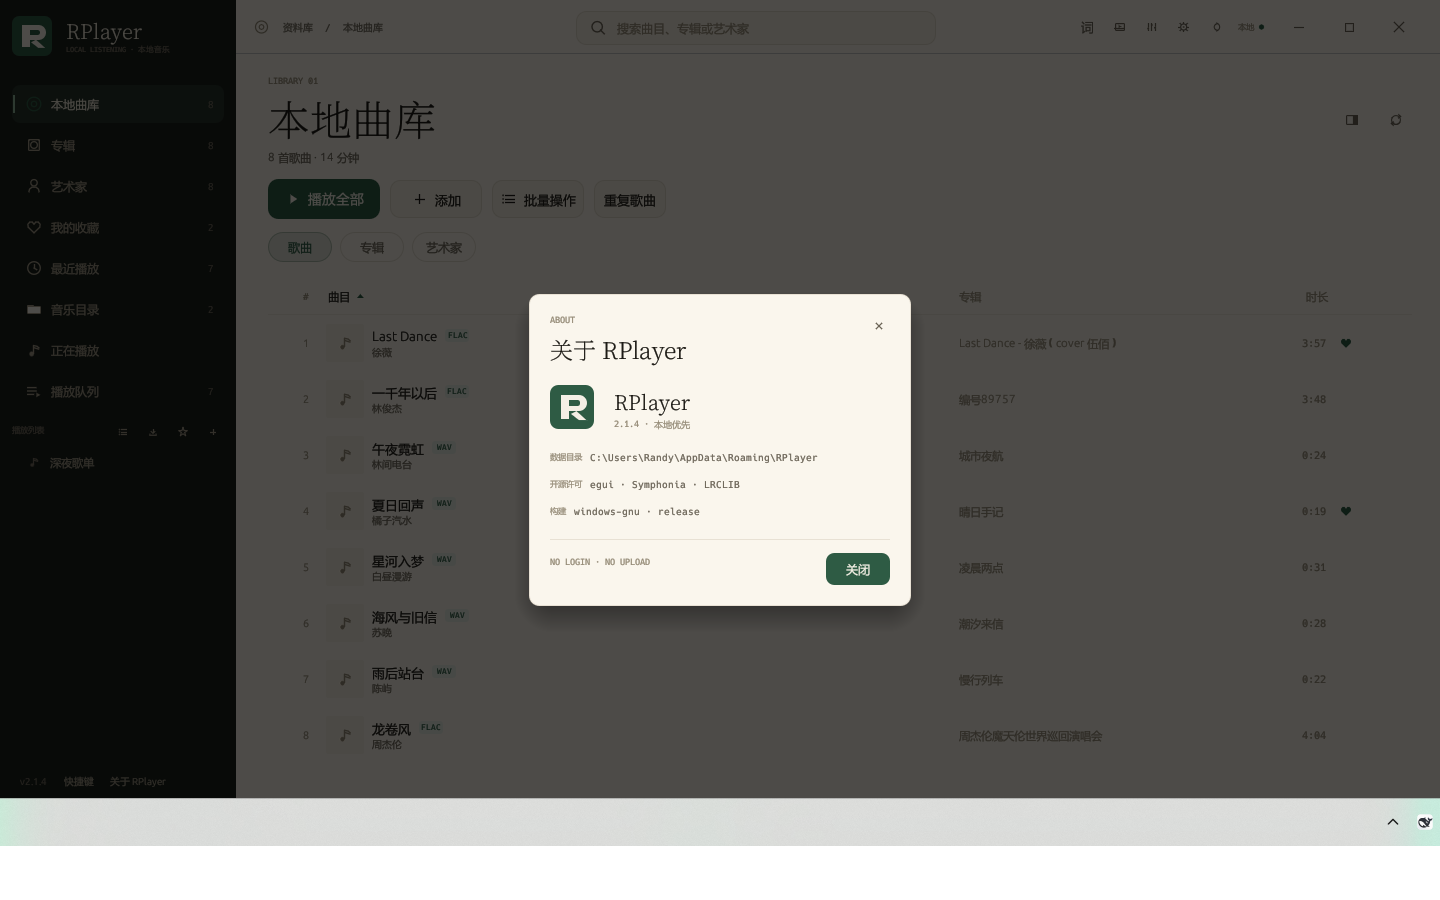 RPlayer
LOCAL LISTENING · 本地音乐
资料库 / 本地曲库
搜索曲目、专辑或艺术家
词
本地
本地曲库 8
专辑 8
艺术家 8
我的收藏 2
最近播放 7
音乐目录 2
正在播放
播放队列 7
播放列表
深夜歌单
v2.1.4 快捷键 关于 RPlayer
LIBRARY 01
本地曲库
8 首歌曲 · 14 分钟
播放全部
添加
批量操作
重复歌曲
歌曲 专辑 艺术家
# 曲目 专辑 时长
1 Last Dance FLAC Last Dance - 徐薇 ( cover 伍佰 ) 3:57
徐薇
2 一千年以后 FLAC 编号89757 3:48
林俊杰
3 午夜霓虹 WAV 城市夜航 0:24
林间电台
4 夏日回声 WAV 晴日手记 0:19
橘子汽水
5 星河入梦 WAV 凌晨两点 0:31
白昼漫游
6 海风与旧信 WAV 潮汐来信 0:28
苏晚
7 雨后站台 WAV 慢行列车 0:22
陈屿
8 龙卷风 FLAC 周杰伦魔天伦世界巡回演唱会 4:04
周杰伦
ABOUT
关于 RPlayer
RPlayer
2.1.4 · 本地优先
数据目录 C:\Users\Randy\AppData\Roaming\RPlayer
开源许可 egui · Symphonia · LRCLIB
构建 windows-gnu · release
NO LOGIN · NO UPLOAD
关闭